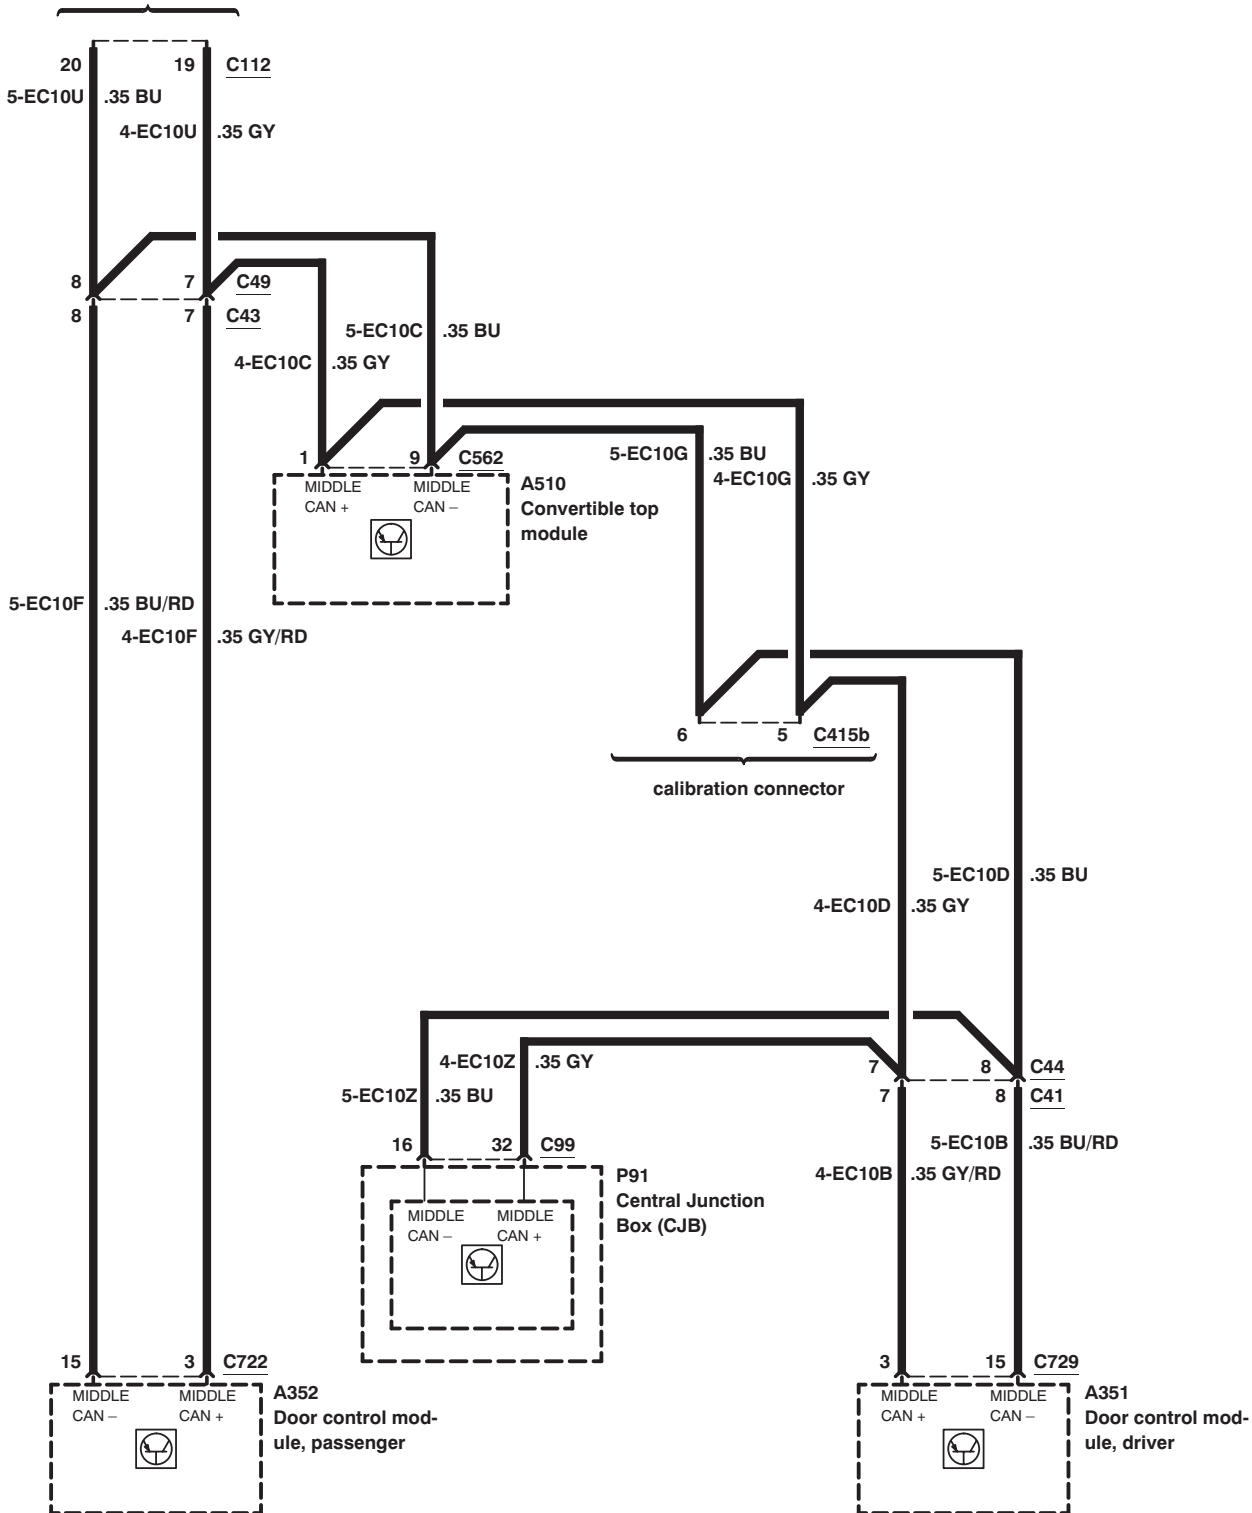 20 19 C112
5-EC10U .35 BU
4-EC10U .35 GY
8 7 C49
8 7 C43
5-EC10C .35 BU
4-EC10C .35 GY
1 9 C562
MIDDLE CAN +
MIDDLE CAN –
A510
Convertible top
module
5-EC10G .35 BU
4-EC10G .35 GY
5-EC10F .35 BU/RD
4-EC10F .35 GY/RD
6 5 C415b
calibration connector
5-EC10D .35 BU
4-EC10D .35 GY
4-EC10Z .35 GY
5-EC10Z .35 BU
7 8 C44
7 8 C41
16 32 C99
P91
Central Junction
Box (CJB)
MIDDLE CAN –
MIDDLE CAN +
5-EC10B .35 BU/RD
4-EC10B .35 GY/RD
15 3 C722
MIDDLE CAN –
MIDDLE CAN +
A352
Door control mod-
ule, passenger
3 15 C729
MIDDLE CAN +
MIDDLE CAN –
A351
Door control mod-
ule, driver